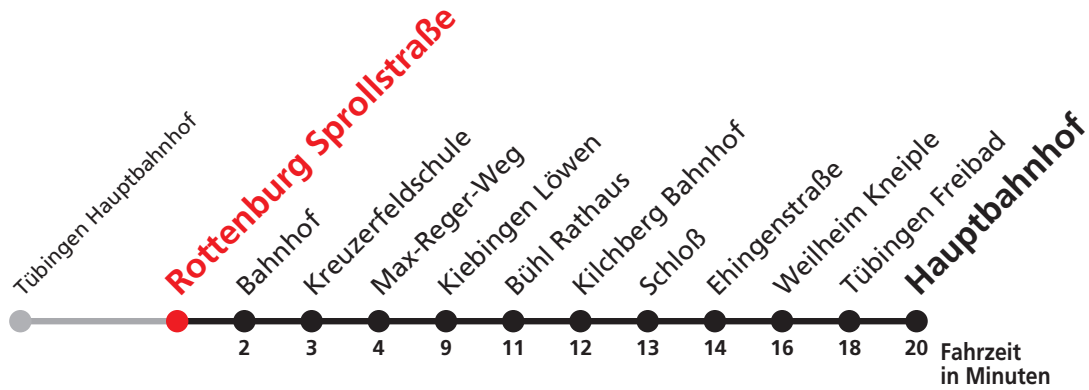 Tübingen Hauptbahnhof
Rottenburg Sprollstraße
Bahnhof
Kreuzerfeldschule
Max-Reger-Weg
Kiebingen Löwen
Bühl Rathaus
Kilchberg Bahnhof
Schloß
Ehingenstraße
Weilheim Kneiple
Tübingen Freibad
Hauptbahnhof
2 3 4 9 11 12 13 14 16 18 20 Fahrzeit
in Minuten